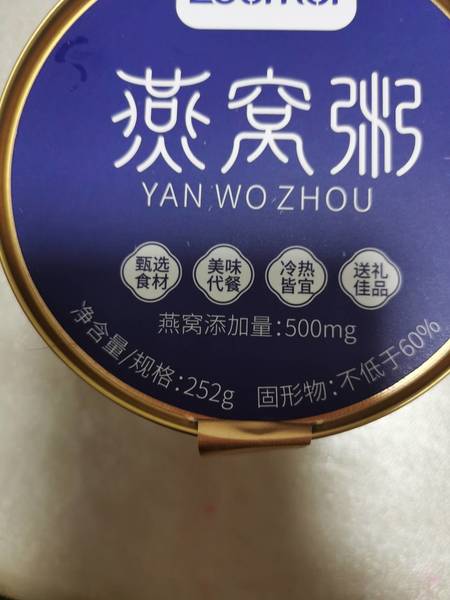 燕窝粥
YAN WO ZHOU
甄选食材 美味代餐 冷热皆宜 送礼佳品
燕窝添加量:500mg
净含量/规格:252g 固形物:不低于60%